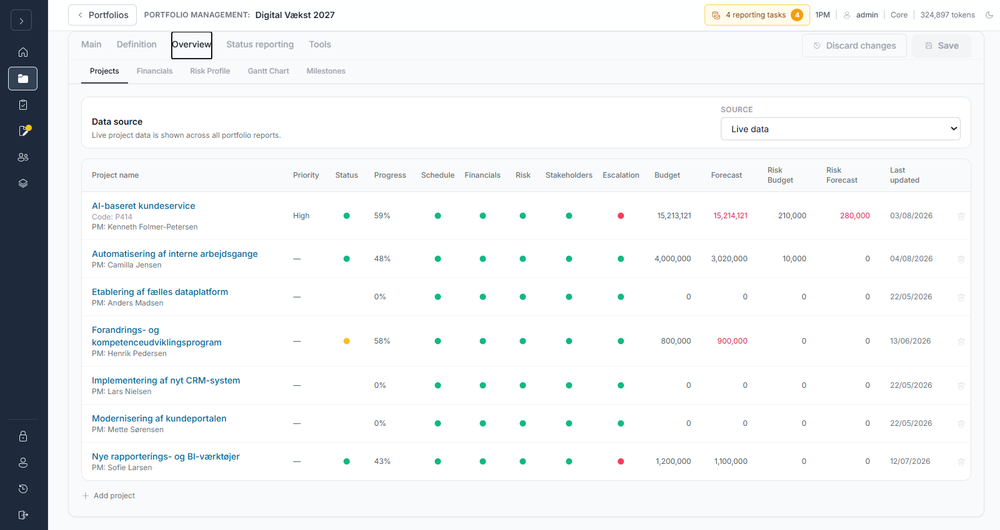 Portfolios PORTFOLIO MANAGEMENT: Digital Vækst 2027 4 reporting tasks 4 1PM admin Core 324,897 tokens
Main Definition Overview Status reporting Tools Discard changes Save
Projects Financials Risk Profile Gantt Chart Milestones
SOURCE
Data source
Live data
Live project data is shown across all portfolio reports.
Project name Priority Status Progress Schedule Financials Risk Stakeholders Escalation Budget Forecast Risk Budget Risk Forecast Last updated
AI-baseret kundeservice
Code: P414
PM: Kenneth Folmer-Petersen
High 59% 15,213,121 15,214,121 210,000 280,000 03/08/2026
Automatisering af interne arbejdsgange
PM: Camilla Jensen
— 48% 4,000,000 3,020,000 10,000 0 04/08/2026
Etablering af fælles dataplatform
PM: Anders Madsen
— 0% 0 0 0 0 22/05/2026
Forandrings- og
kompetenceudviklingsprogram
PM: Henrik Pedersen
— 58% 800,000 900,000 0 0 13/06/2026
Implementering af nyt CRM-system
PM: Lars Nielsen
— 0% 0 0 0 0 22/05/2026
Modernisering af kundeportalen
PM: Mette Sørensen
— 0% 0 0 0 0 22/05/2026
Nye rapporterings- og BI-værktøjer
PM: Sofie Larsen
— 43% 1,200,000 1,100,000 0 0 12/07/2026
+ Add project